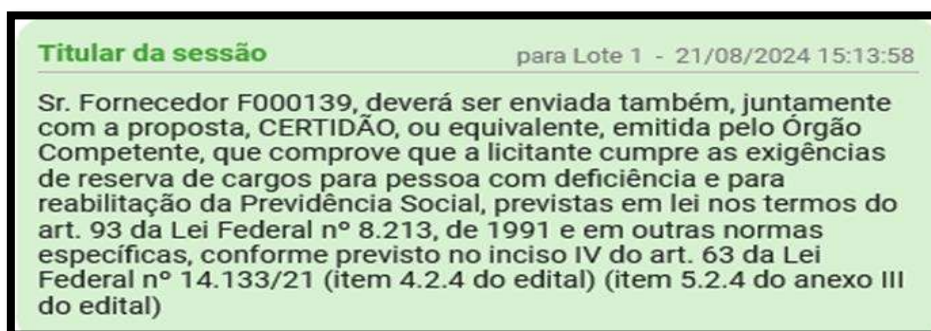 Titular da sessão para Lote 1 - 21/08/2024 15:13:58
Sr. Fornecedor F000139, deverá ser enviada também, juntamente
com a proposta, CERTIDÃO, ou equivalente, emitida pelo Órgão
Competente, que comprove que a licitante cumpre as exigências
de reserva de cargos para pessoa com deficiência e para
reabilitação da Previdência Social, previstas em lei nos termos do
art. 93 da Lei Federal nº 8.213, de 1991 e em outras normas
específicas, conforme previsto no inciso IV do art. 63 da Lei
Federal nº 14.133/21 (item 4.2.4 do edital) (item 5.2.4 do anexo III
do edital)